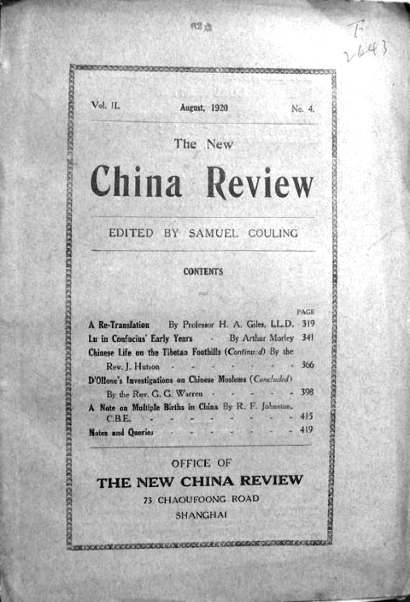 T.
2643
Vol. II. August, 1920 No. 4.
The New
China Review
EDITED BY SAMUEL COULING
CONTENTS
PAGE
A Re-Translation By Professor H. A. Giles, LL.D. 319
Lu in Confucius' Early Years - By Arthur Morley 341
Chinese Life on the Tibetan Foothills (Continued) By the
Rev. J. Hutson - - - - - - 366
D'Ollone's Investigations on Chinese Moslems (Concluded)
By the Rev. G. G. Warren - - - - - 398
A Note on Multiple Births in China By R. F. Johnston,
C.B.E. - - - - - - - - 415
Notes and Queries - - - - - - - 419
OFFICE OF
THE NEW CHINA REVIEW
73 CHAOUFOONG ROAD
SHANGHAI